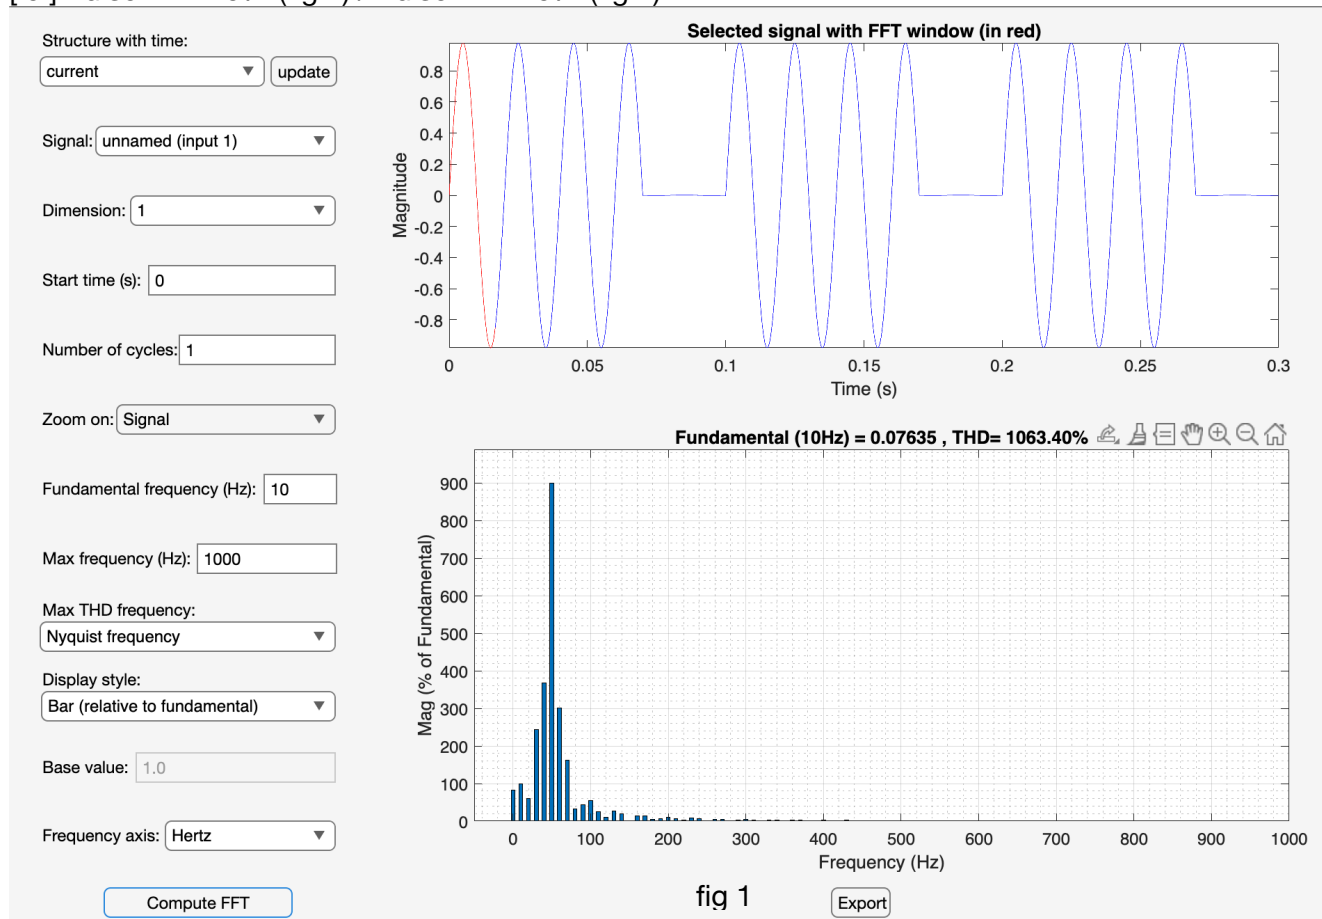 Structure with time:
current
update
Signal: unnamed (input 1)
Dimension: 1
Start time (s): 0
Number of cycles: 1
Zoom on: Signal
Fundamental frequency (Hz): 10
Max frequency (Hz): 1000
Max THD frequency:
Nyquist frequency
Display style:
Bar (relative to fundamental)
Base value: 1.0
Frequency axis: Hertz
Compute FFT
Selected signal with FFT window (in red)
Magnitude
0.8
0.6
0.4
0.2
0
-0.2
-0.4
-0.6
-0.8
0 0.05 0.1 0.15 0.2 0.25 0.3
Time (s)
Fundamental (10Hz) = 0.07635 , THD= 1063.40%
Mag (% of Fundamental)
900
800
700
600
500
400
300
200
100
0
0 100 200 300 400 500 600 700 800 900 1000
Frequency (Hz)
fig 1
Export